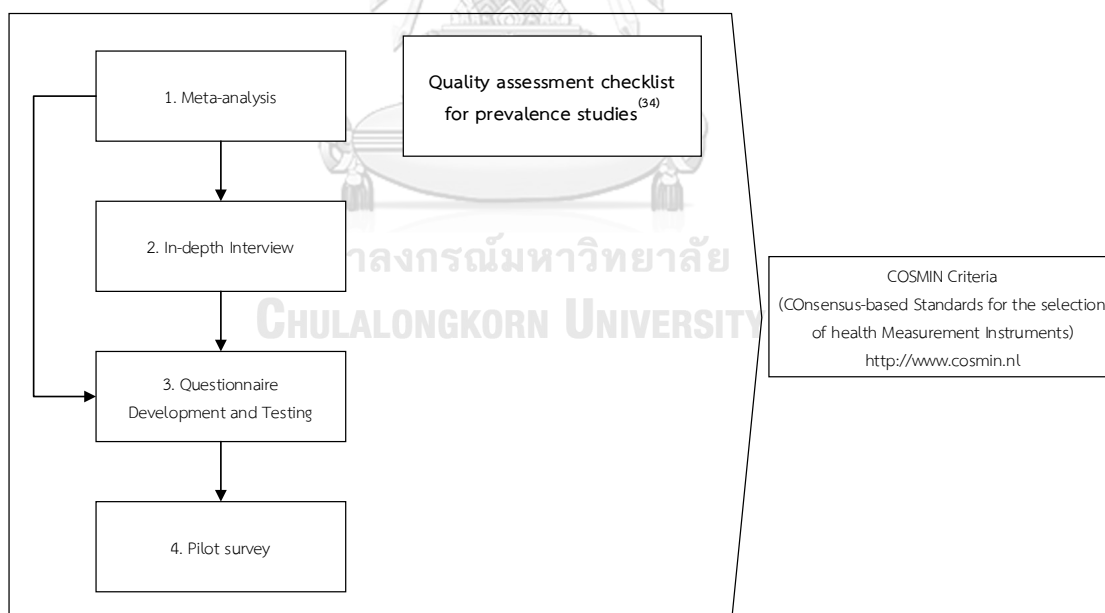 1. Meta-analysis
Quality assessment checklist
for prevalence studies(34)
2. In-depth Interview
าลงกรณ์มหาวิทยาลัย
CHULALONGKORN UNIVERSITY
COSMIN Criteria
(COnsensus-based Standards for the selection
of health Measurement Instruments)
http://www.cosmin.nl
3. Questionnaire
Development and Testing
4. Pilot survey